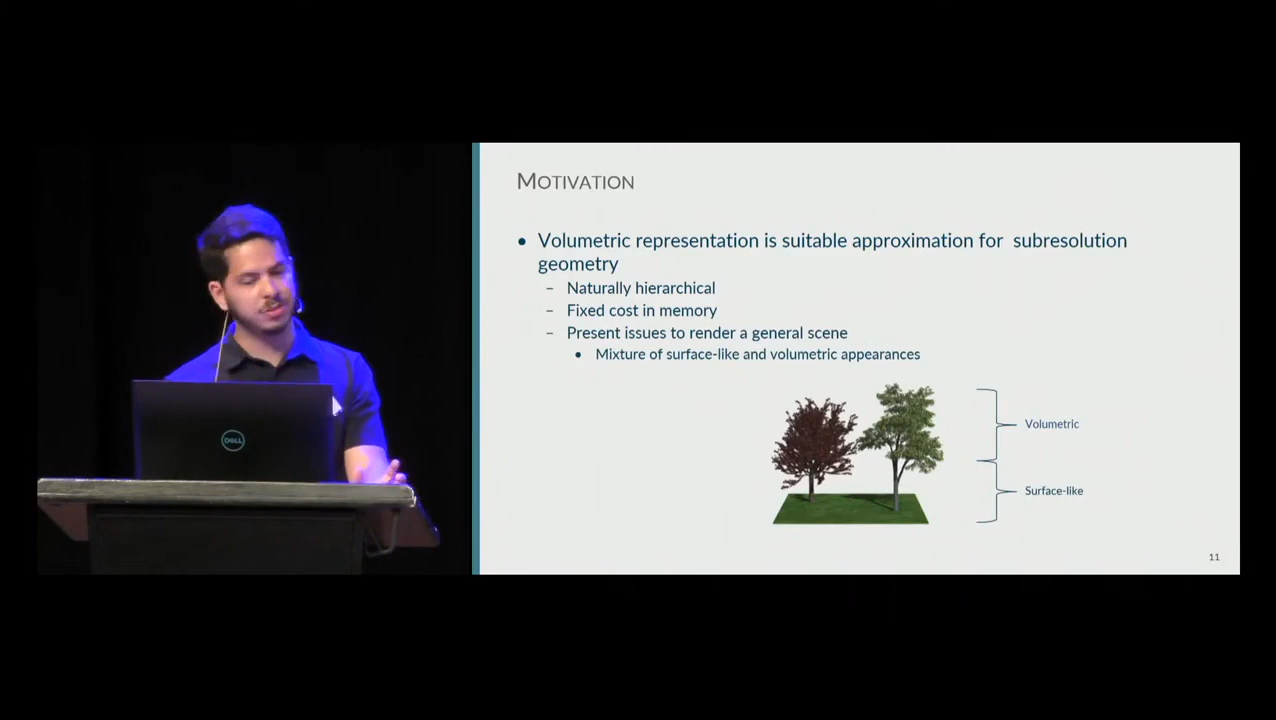 MOTIVATION
• Volumetric representation is suitable approximation for subresolution
geometry
– Naturally hierarchical
– Fixed cost in memory
– Present issues to render a general scene
• Mixture of surface-like and volumetric appearances
Volumetric
Surface-like
DELL
11